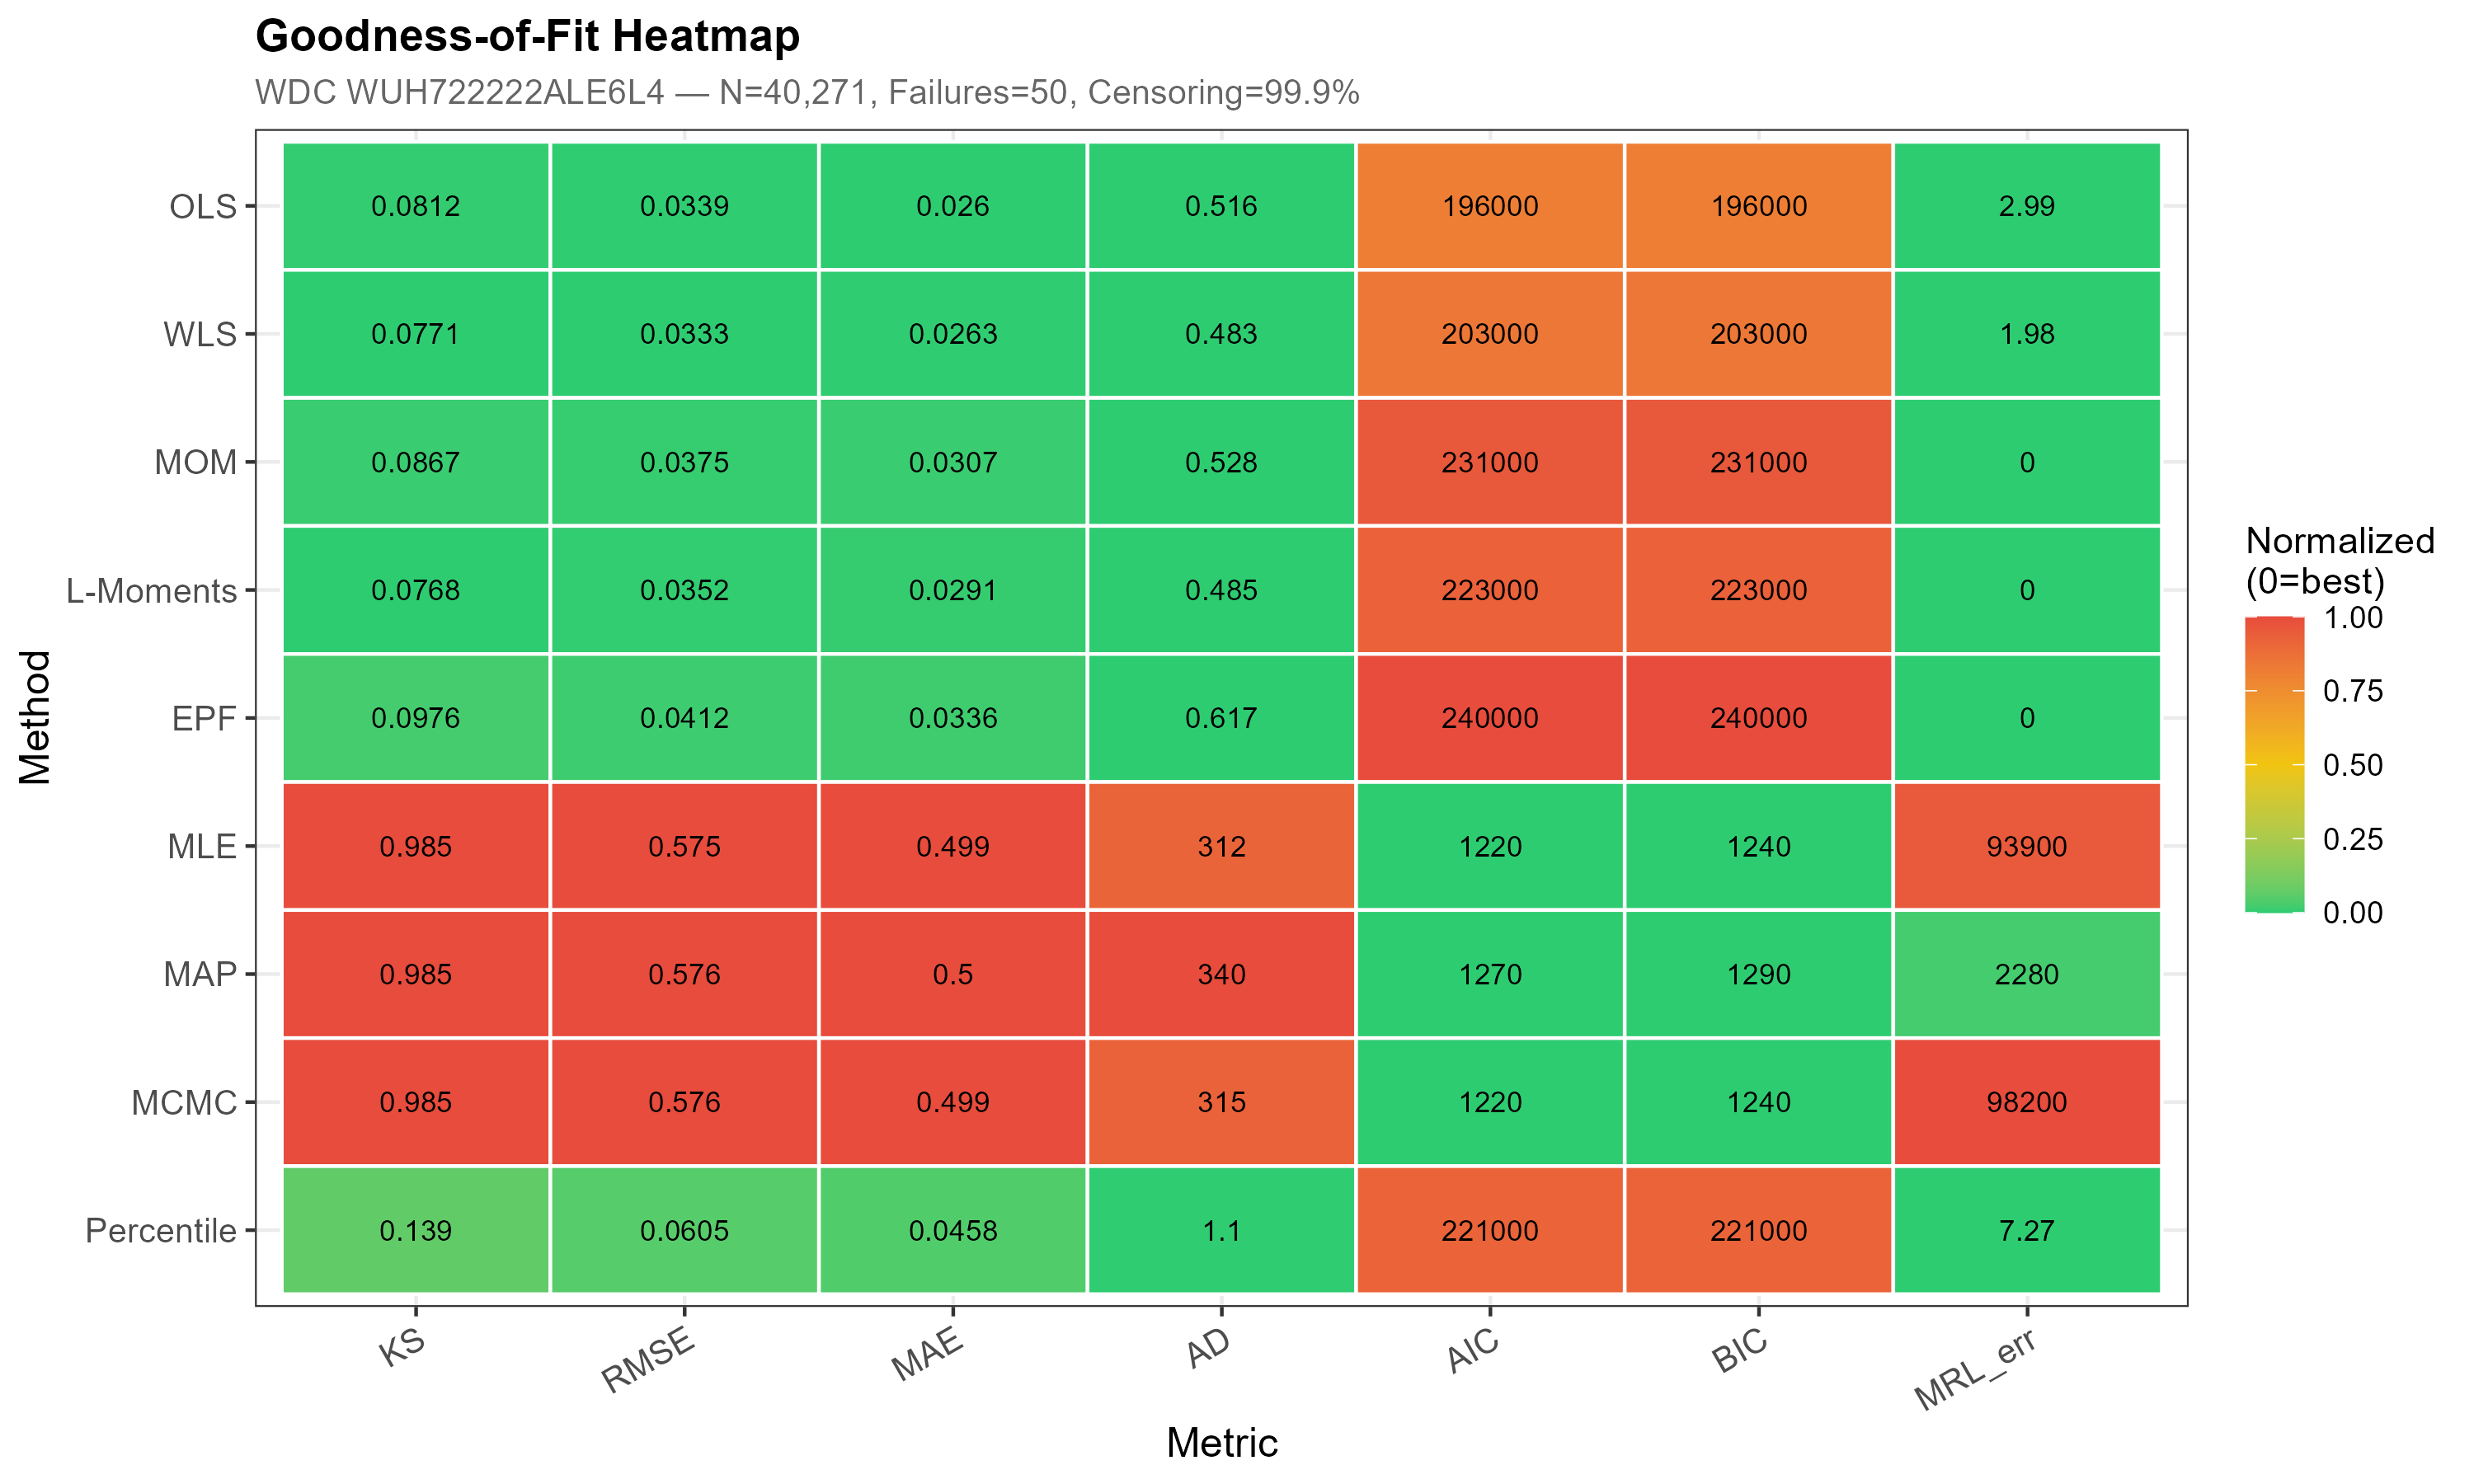 Goodness-of-Fit Heatmap
WDC WUH722222ALE6L4 — N=40,271, Failures=50, Censoring=99.9%
Method
OLS 0.0812 0.0339 0.026 0.516 196000 196000 2.99
WLS 0.0771 0.0333 0.0263 0.483 203000 203000 1.98
MOM 0.0867 0.0375 0.0307 0.528 231000 231000 0
L-Moments 0.0768 0.0352 0.0291 0.485 223000 223000 0
EPF 0.0976 0.0412 0.0336 0.617 240000 240000 0
MLE 0.985 0.575 0.499 312 1220 1240 93900
MAP 0.985 0.576 0.5 340 1270 1290 2280
MCMC 0.985 0.576 0.499 315 1220 1240 98200
Percentile 0.139 0.0605 0.0458 1.1 221000 221000 7.27
KS RMSE MAE AD AIC BIC MRL_err
Metric
Normalized
(0=best)
1.00
0.75
0.50
0.25
0.00